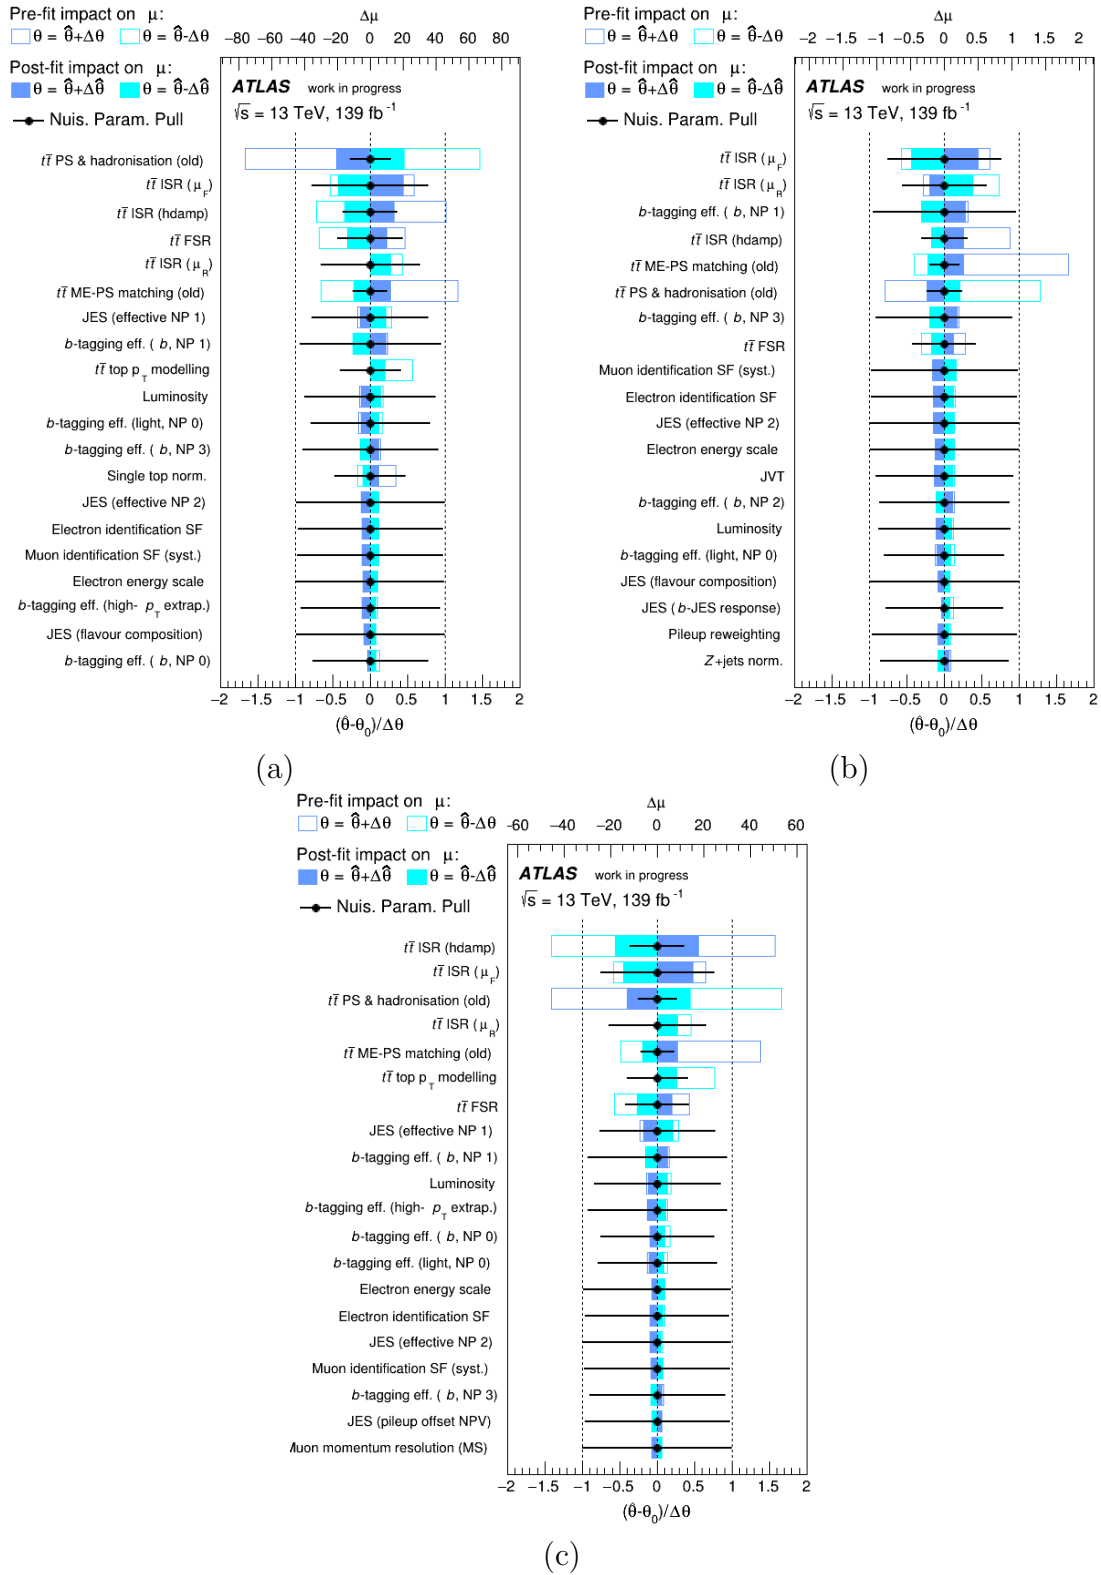 Pre-fit impact on μ:
θ = θ̂+Δθ θ = θ̂-Δθ
Post-fit impact on μ:
θ = θ̂+Δθ̂ θ = θ̂-Δθ̂
Nuis. Param. Pull
Δμ
−80 −60 −40 −20 0 20 40 60 80
ATLAS work in progress
√s = 13 TeV, 139 fb⁻¹
tt̄ PS & hadronisation (old)
tt̄ ISR (μ_F)
tt̄ ISR (hdamp)
tt̄ FSR
tt̄ ISR (μ_R)
tt̄ ME-PS matching (old)
JES (effective NP 1)
b-tagging eff. ( b, NP 1)
tt̄ top p_T modelling
Luminosity
b-tagging eff. (light, NP 0)
b-tagging eff. ( b, NP 3)
Single top norm.
JES (effective NP 2)
Electron identification SF
Muon identification SF (syst.)
Electron energy scale
b-tagging eff. (high- p_T extrap.)
JES (flavour composition)
b-tagging eff. ( b, NP 0)
−2 −1.5 −1 −0.5 0 0.5 1 1.5 2
(θ̂-θ₀)/Δθ
(a)
Pre-fit impact on μ:
θ = θ̂+Δθ θ = θ̂-Δθ
Post-fit impact on μ:
θ = θ̂+Δθ̂ θ = θ̂-Δθ̂
Nuis. Param. Pull
Δμ
−2 −1.5 −1 −0.5 0 0.5 1 1.5 2
ATLAS work in progress
√s = 13 TeV, 139 fb⁻¹
tt̄ ISR (μ_F)
tt̄ ISR (μ_R)
b-tagging eff. ( b, NP 1)
tt̄ ISR (hdamp)
tt̄ ME-PS matching (old)
tt̄ PS & hadronisation (old)
b-tagging eff. ( b, NP 3)
tt̄ FSR
Muon identification SF (syst.)
Electron identification SF
JES (effective NP 2)
Electron energy scale
JVT
b-tagging eff. ( b, NP 2)
Luminosity
b-tagging eff. (light, NP 0)
JES (flavour composition)
JES ( b-JES response)
Pileup reweighting
Z+jets norm.
−2 −1.5 −1 −0.5 0 0.5 1 1.5 2
(θ̂-θ₀)/Δθ
(b)
Pre-fit impact on μ:
θ = θ̂+Δθ θ = θ̂-Δθ
Post-fit impact on μ:
θ = θ̂+Δθ̂ θ = θ̂-Δθ̂
Nuis. Param. Pull
Δμ
-60 −40 −20 0 20 40 60
ATLAS work in progress
√s = 13 TeV, 139 fb⁻¹
tt̄ ISR (hdamp)
tt̄ ISR (μ_F)
tt̄ PS & hadronisation (old)
tt̄ ISR (μ_R)
tt̄ ME-PS matching (old)
tt̄ top p_T modelling
tt̄ FSR
JES (effective NP 1)
b-tagging eff. ( b, NP 1)
Luminosity
b-tagging eff. (high- p_T extrap.)
b-tagging eff. ( b, NP 0)
b-tagging eff. (light, NP 0)
Electron energy scale
Electron identification SF
JES (effective NP 2)
Muon identification SF (syst.)
b-tagging eff. ( b, NP 3)
JES (pileup offset NPV)
Muon momentum resolution (MS)
−2 −1.5 −1 −0.5 0 0.5 1 1.5 2
(θ̂-θ₀)/Δθ
(c)